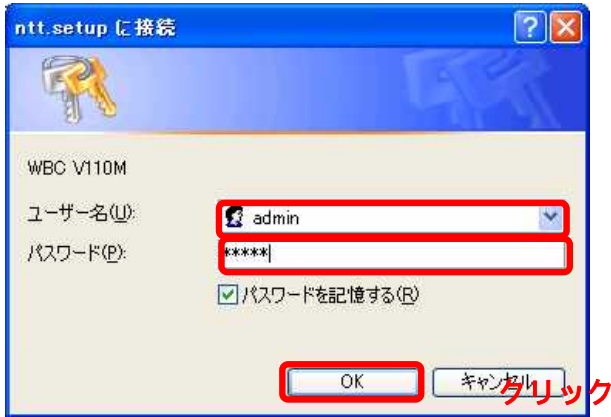 ntt.setup に接続
WBC V110M
ユーザー名(U):
admin
パスワード(P):
*****
パスワードを記憶する(R)
OK
キャンセル
クリック